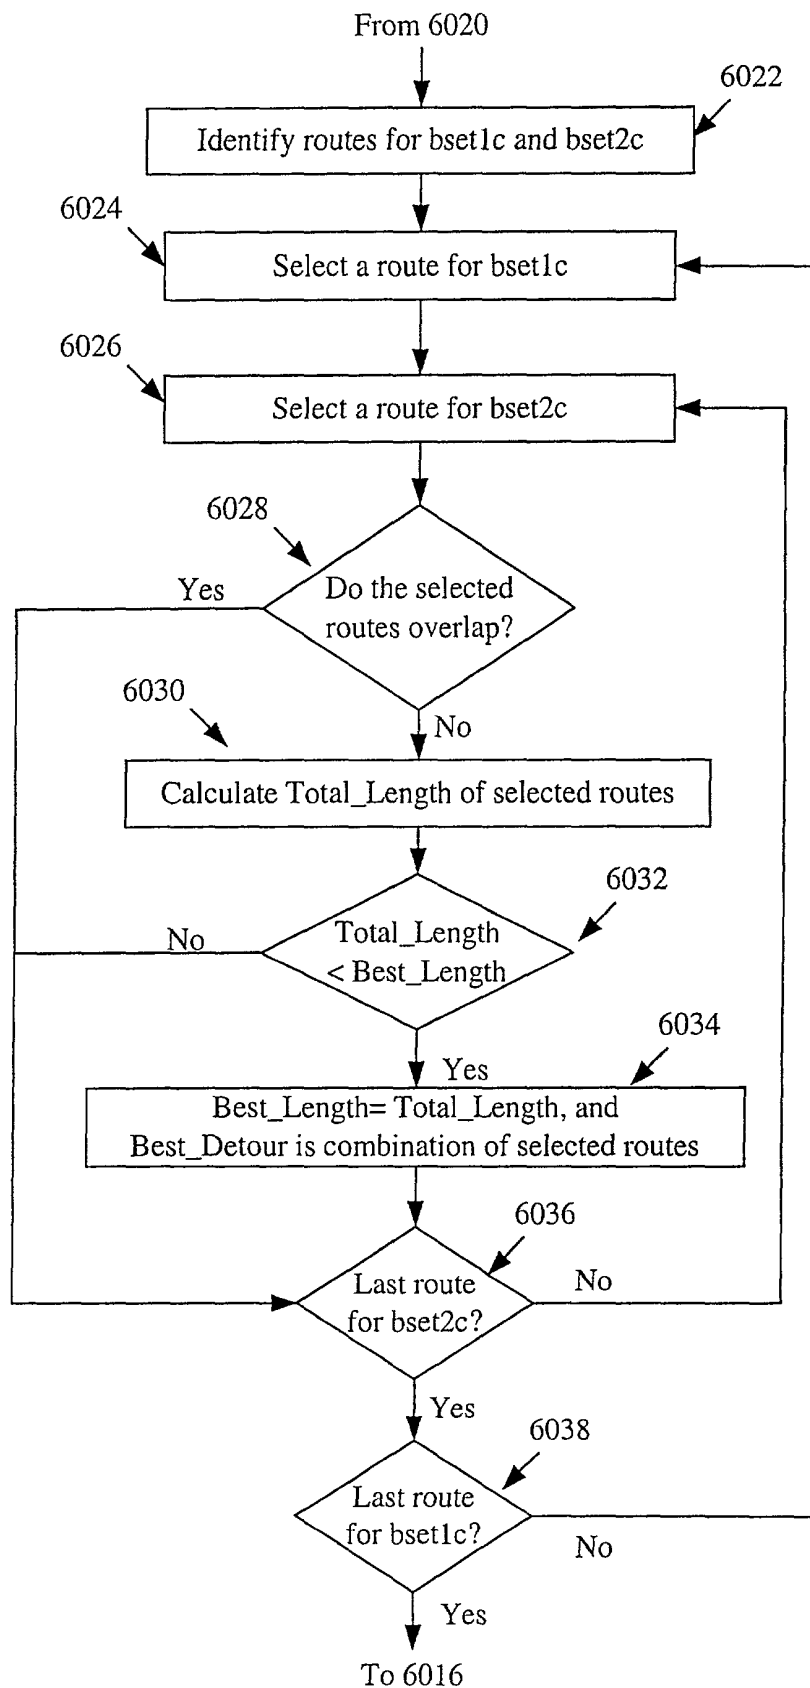 From 6020
6022
Identify routes for bset1c and bset2c
6024
Select a route for bset1c
6026
Select a route for bset2c
6028
Yes
Do the selected
routes overlap?
6030
No
Calculate Total_Length of selected routes
6032
No
Total_Length
< Best_Length
6034
Yes
Best_Length= Total_Length, and
Best_Detour is combination of selected routes
6036
Last route
for bset2c?
No
Yes
6038
Last route
for bset1c?
No
Yes
To 6016